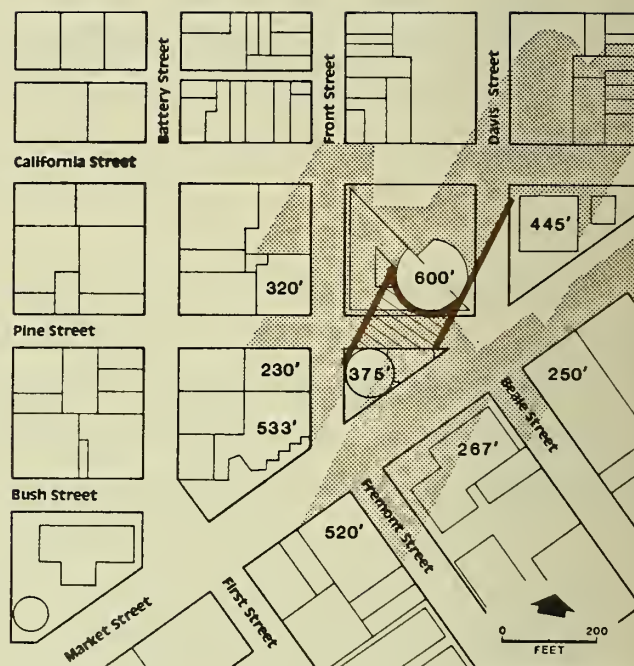 Battery Street
Front Street
Davis Street
California Street
445'
600'
320'
Pine Street
230'
375'
250'
533'
Beale Street
267'
Bush Street
Fremont Street
520'
First Street
Market Street
0 200
FEET